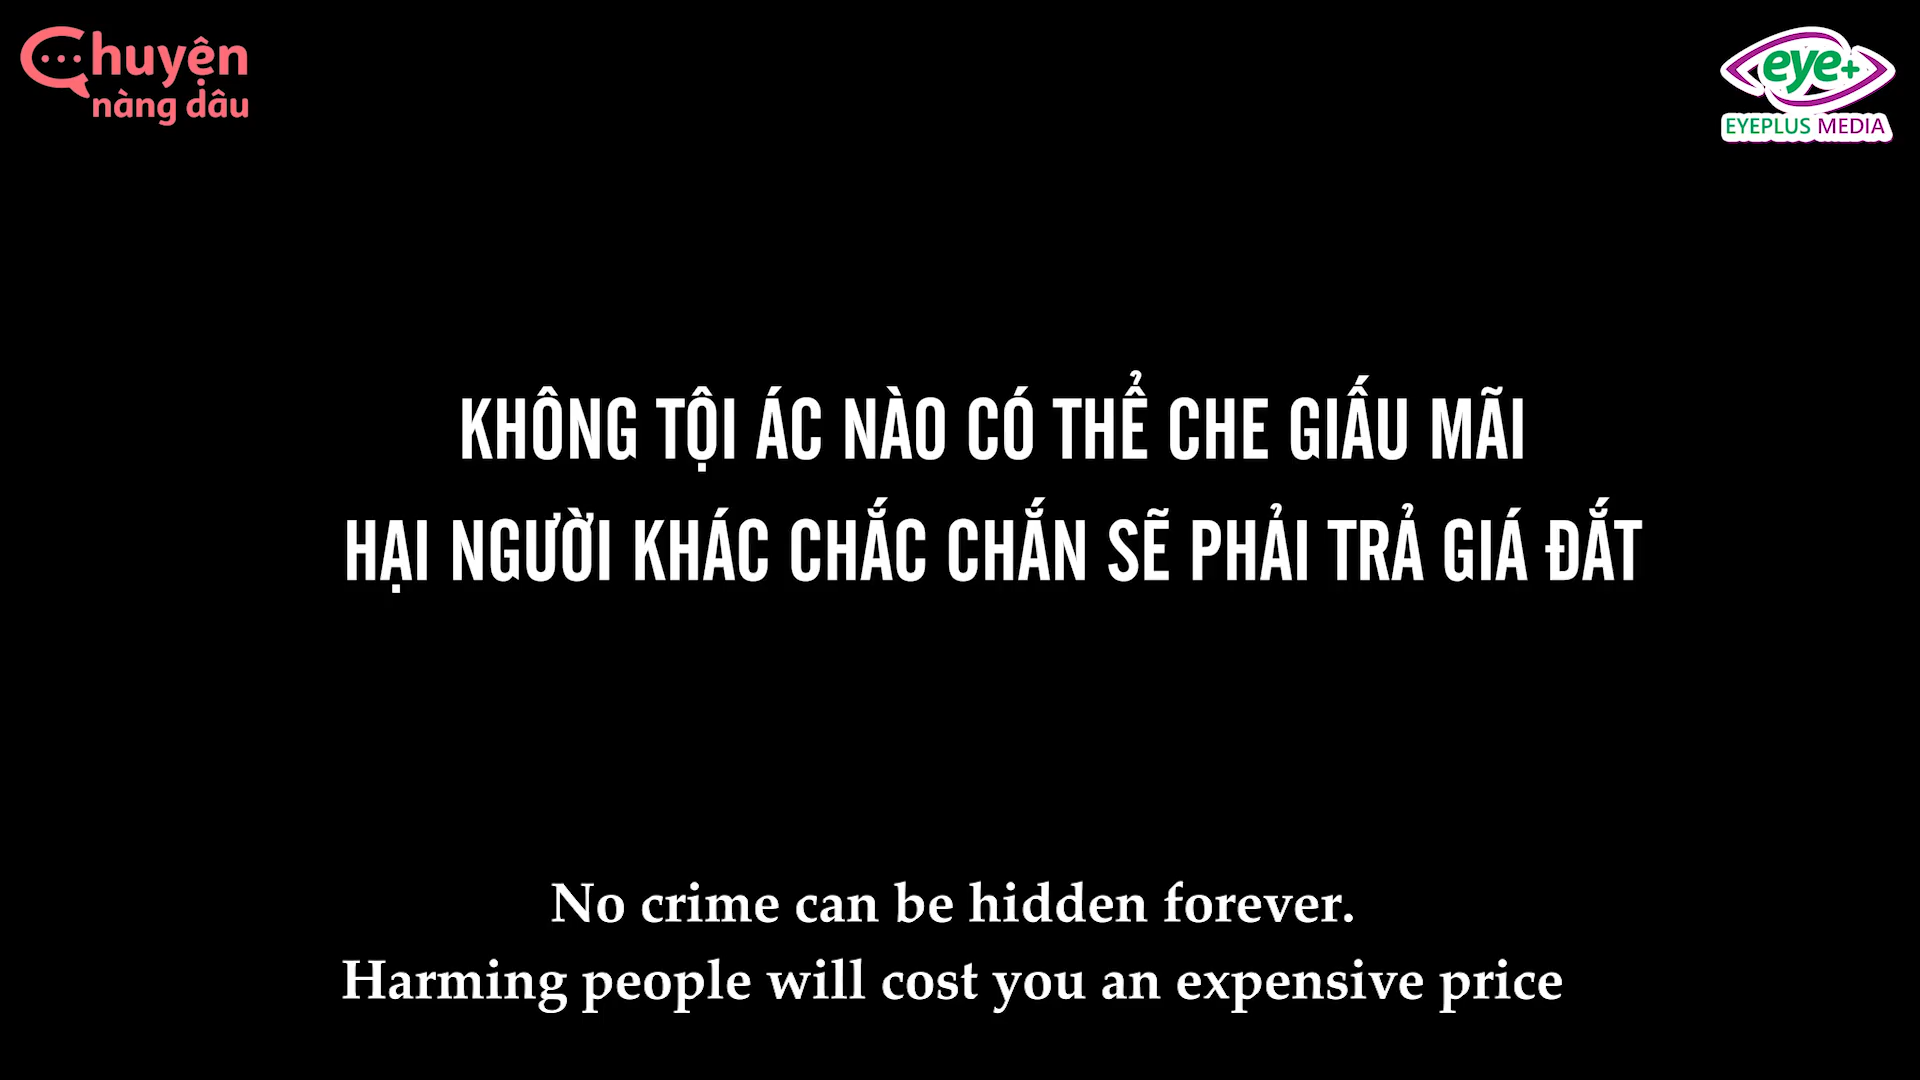 Chuyện
nàng dâu
eye+
EYEPLUS MEDIA
KHÔNG TỘI ÁC NÀO CÓ THỂ CHE GIẤU MÃI
HẠI NGƯỜI KHÁC CHẮC CHẮN SẼ PHẢI TRẢ GIÁ ĐẮT
No crime can be hidden forever.
Harming people will cost you an expensive price